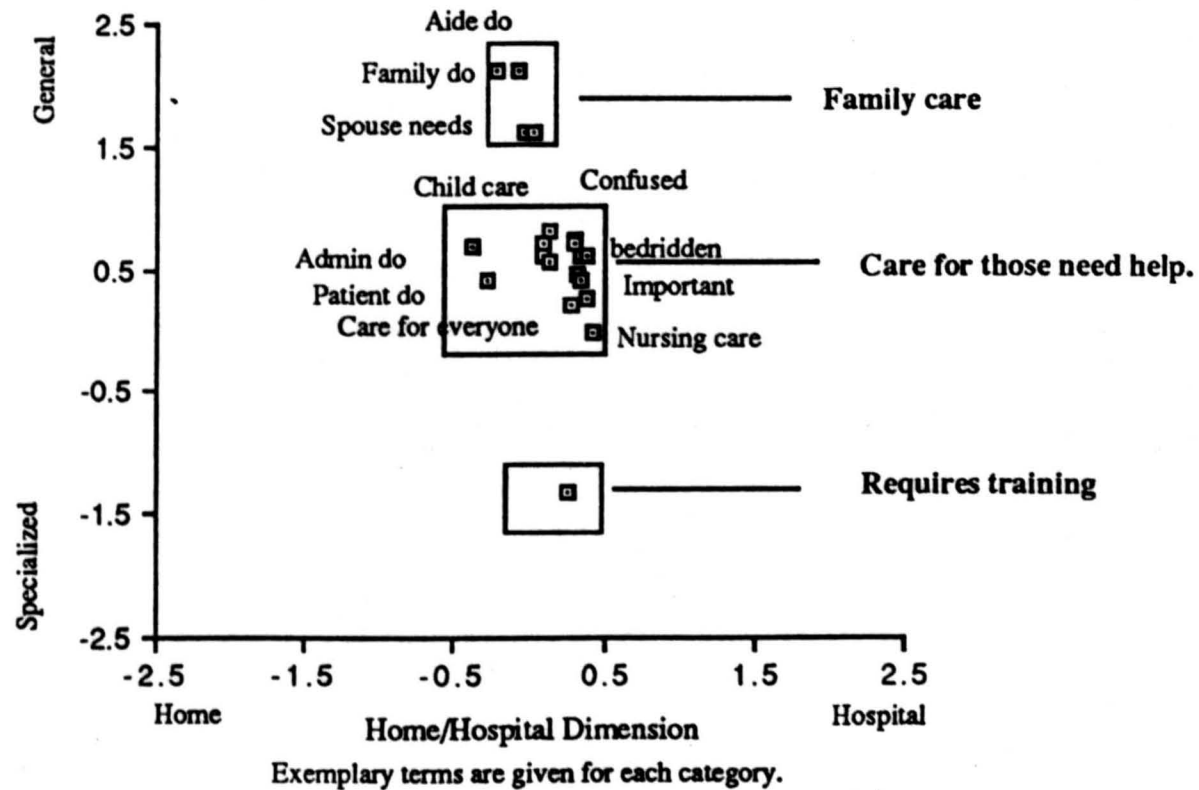 2.5
General
Aide do
Family do
Family care
Spouse needs
1.5
Child care
Confused
bedridden
Admin do
0.5
Care for those need help.
Important
Patient do
Care for everyone
Nursing care
-0.5
Requires training
-1.5
Specialized
-2.5
-2.5 -1.5 -0.5 0.5 1.5 2.5
Home
Hospital
Home/Hospital Dimension
Exemplary terms are given for each category.